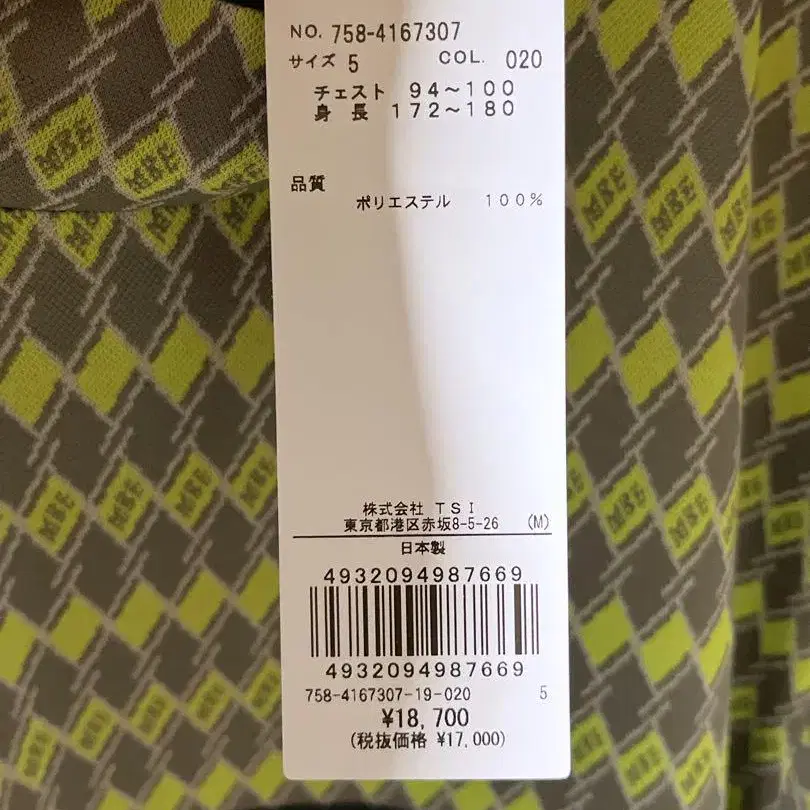 NO. 758-4167307
サイズ 5 COL. 020
チェスト 94～100
身長 172～180
品質
ポリエステル 100%
株式会社 TSI
東京都港区赤坂8-5-26 (M)
日本製
4932094987669
4932094987669
758-4167307-19-020 5
¥18,700
(税抜価格 ¥17,000)
MBE